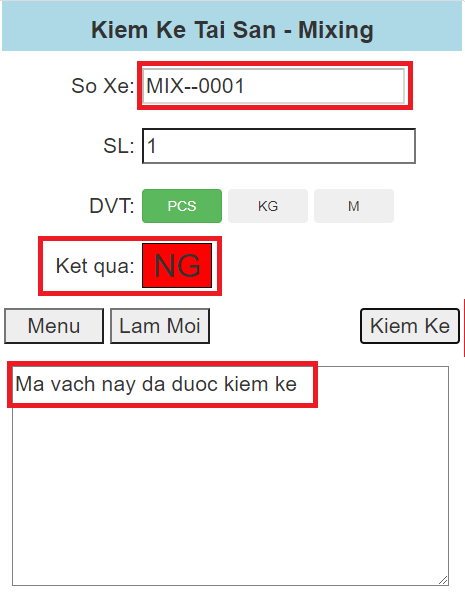 Kiem Ke Tai San - Mixing
So Xe: MIX--0001
SL: 1
DVT: PCS KG M
Ket qua: NG
Menu Lam Moi Kiem Ke
Ma vach nay da duoc kiem ke